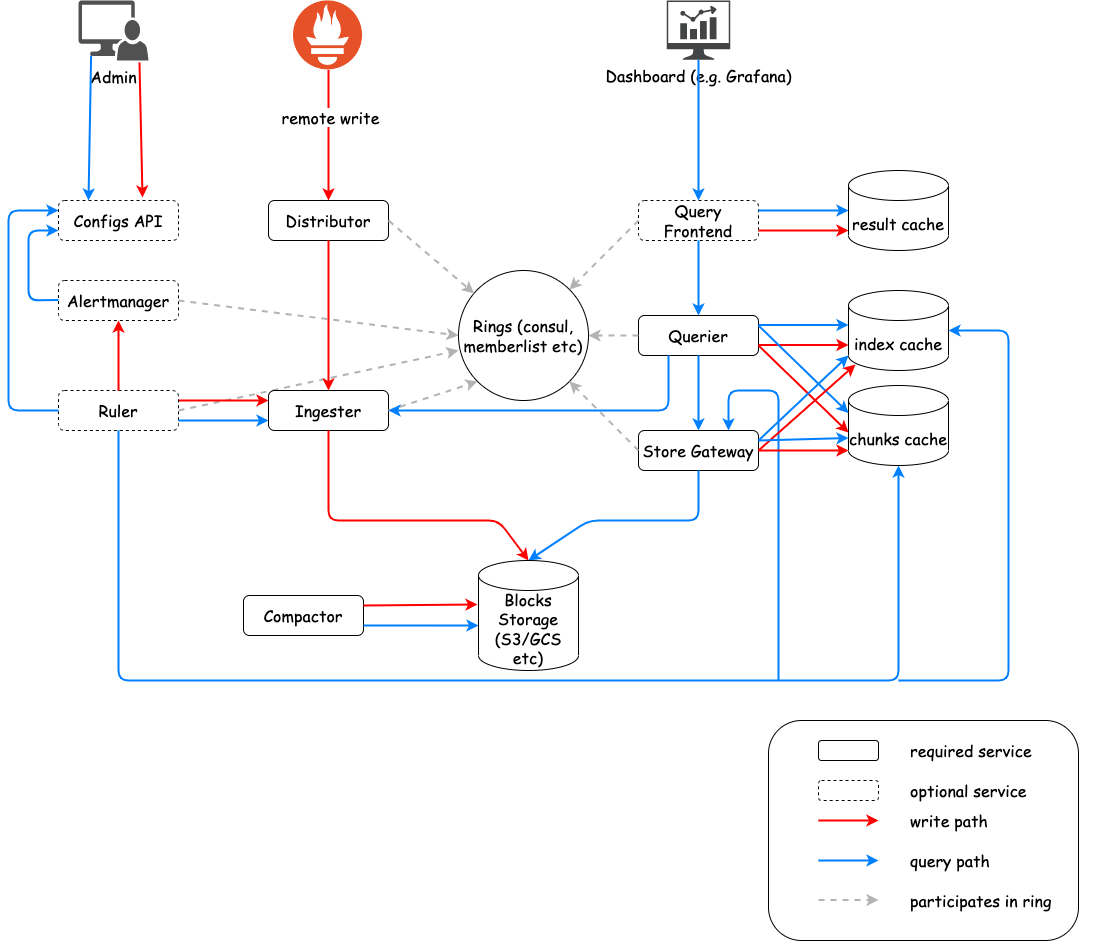 Admin
Dashboard (e.g. Grafana)
remote write
Configs API
Distributor
Query
Frontend
result cache
Alertmanager
Rings (consul,
memberlist etc)
Querier
index cache
Ruler
Ingester
Store Gateway
chunks cache
Compactor
Blocks
Storage
(S3/GCS
etc)
required service
optional service
write path
query path
participates in ring